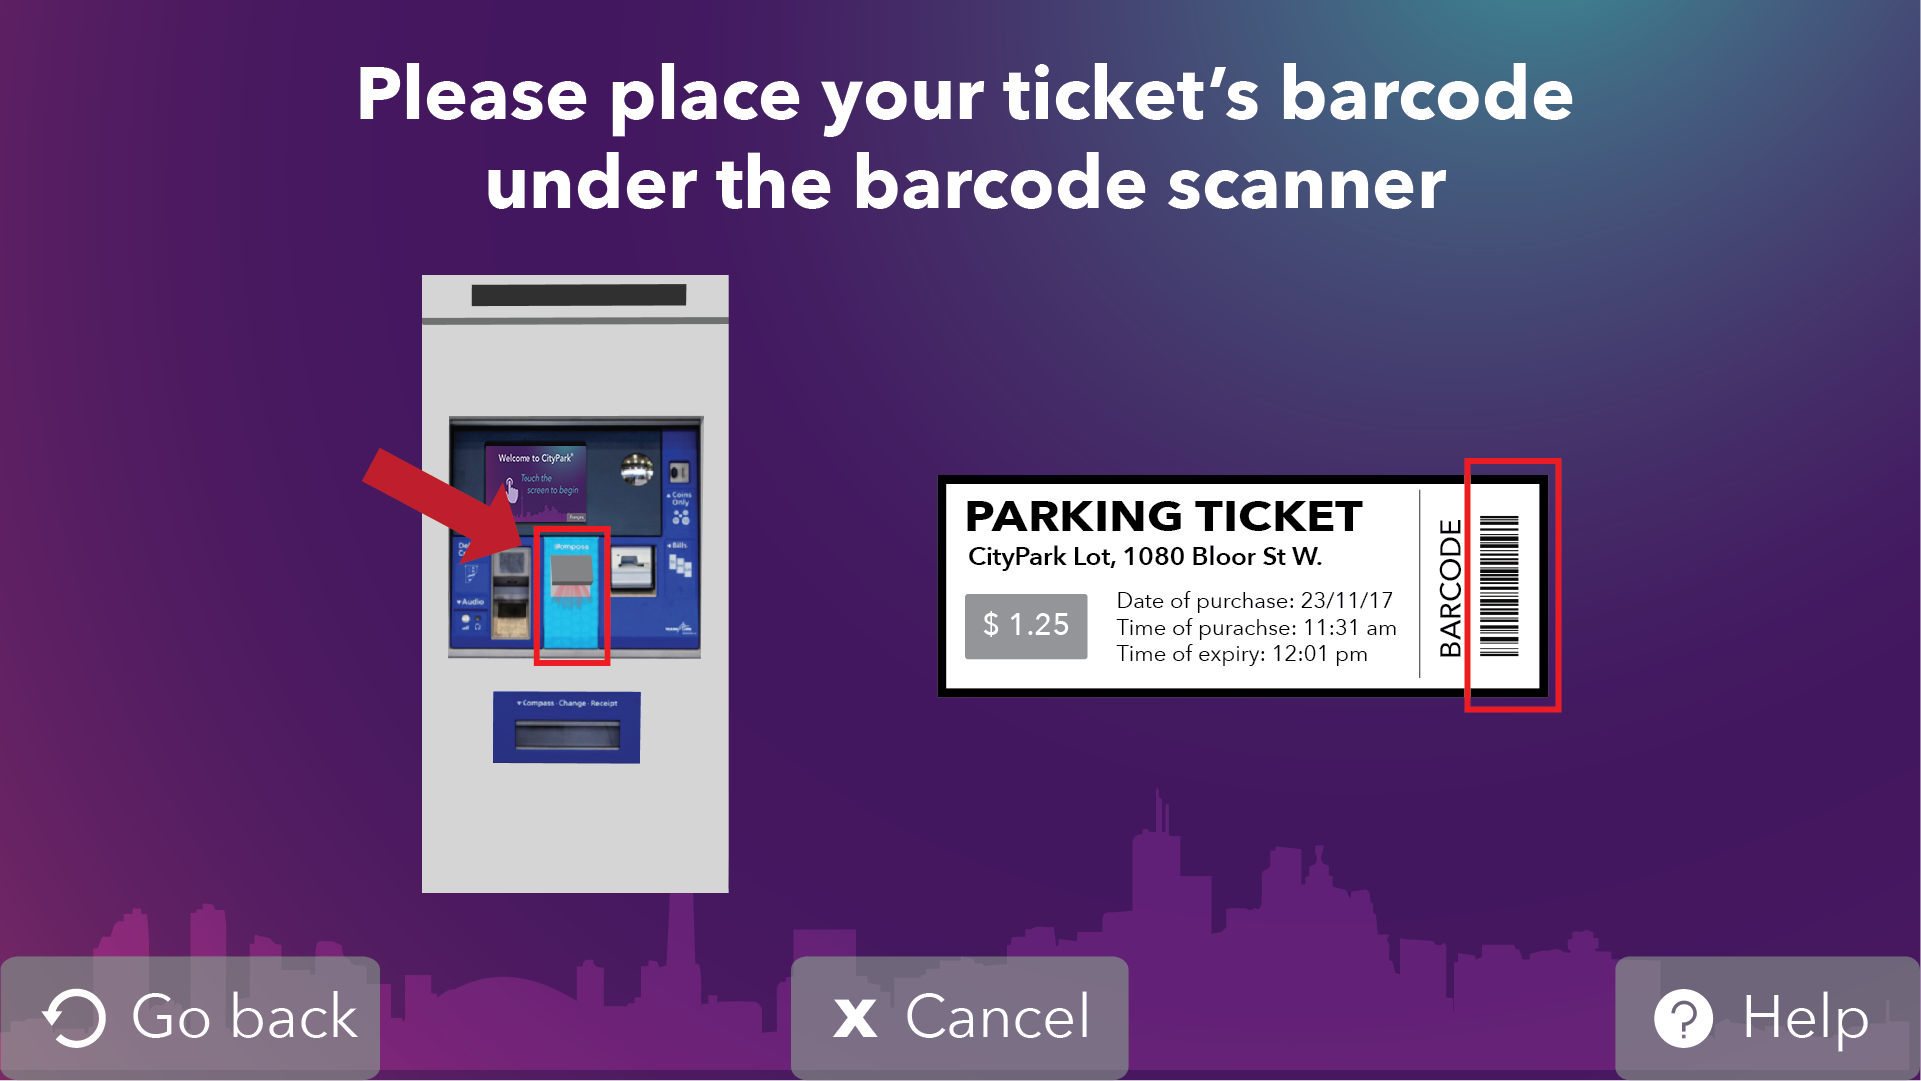 Please place your ticket’s barcode
under the barcode scanner
Welcome to CityPark
Touch the
screen to begin
Français
Coins
Only
Compass
Bills
Audio
Compass · Change · Receipt
PARKING TICKET
CityPark Lot, 1080 Bloor St W.
$ 1.25
Date of purchase: 23/11/17
Time of purachse: 11:31 am
Time of expiry: 12:01 pm
BARCODE
Go back
x Cancel
? Help